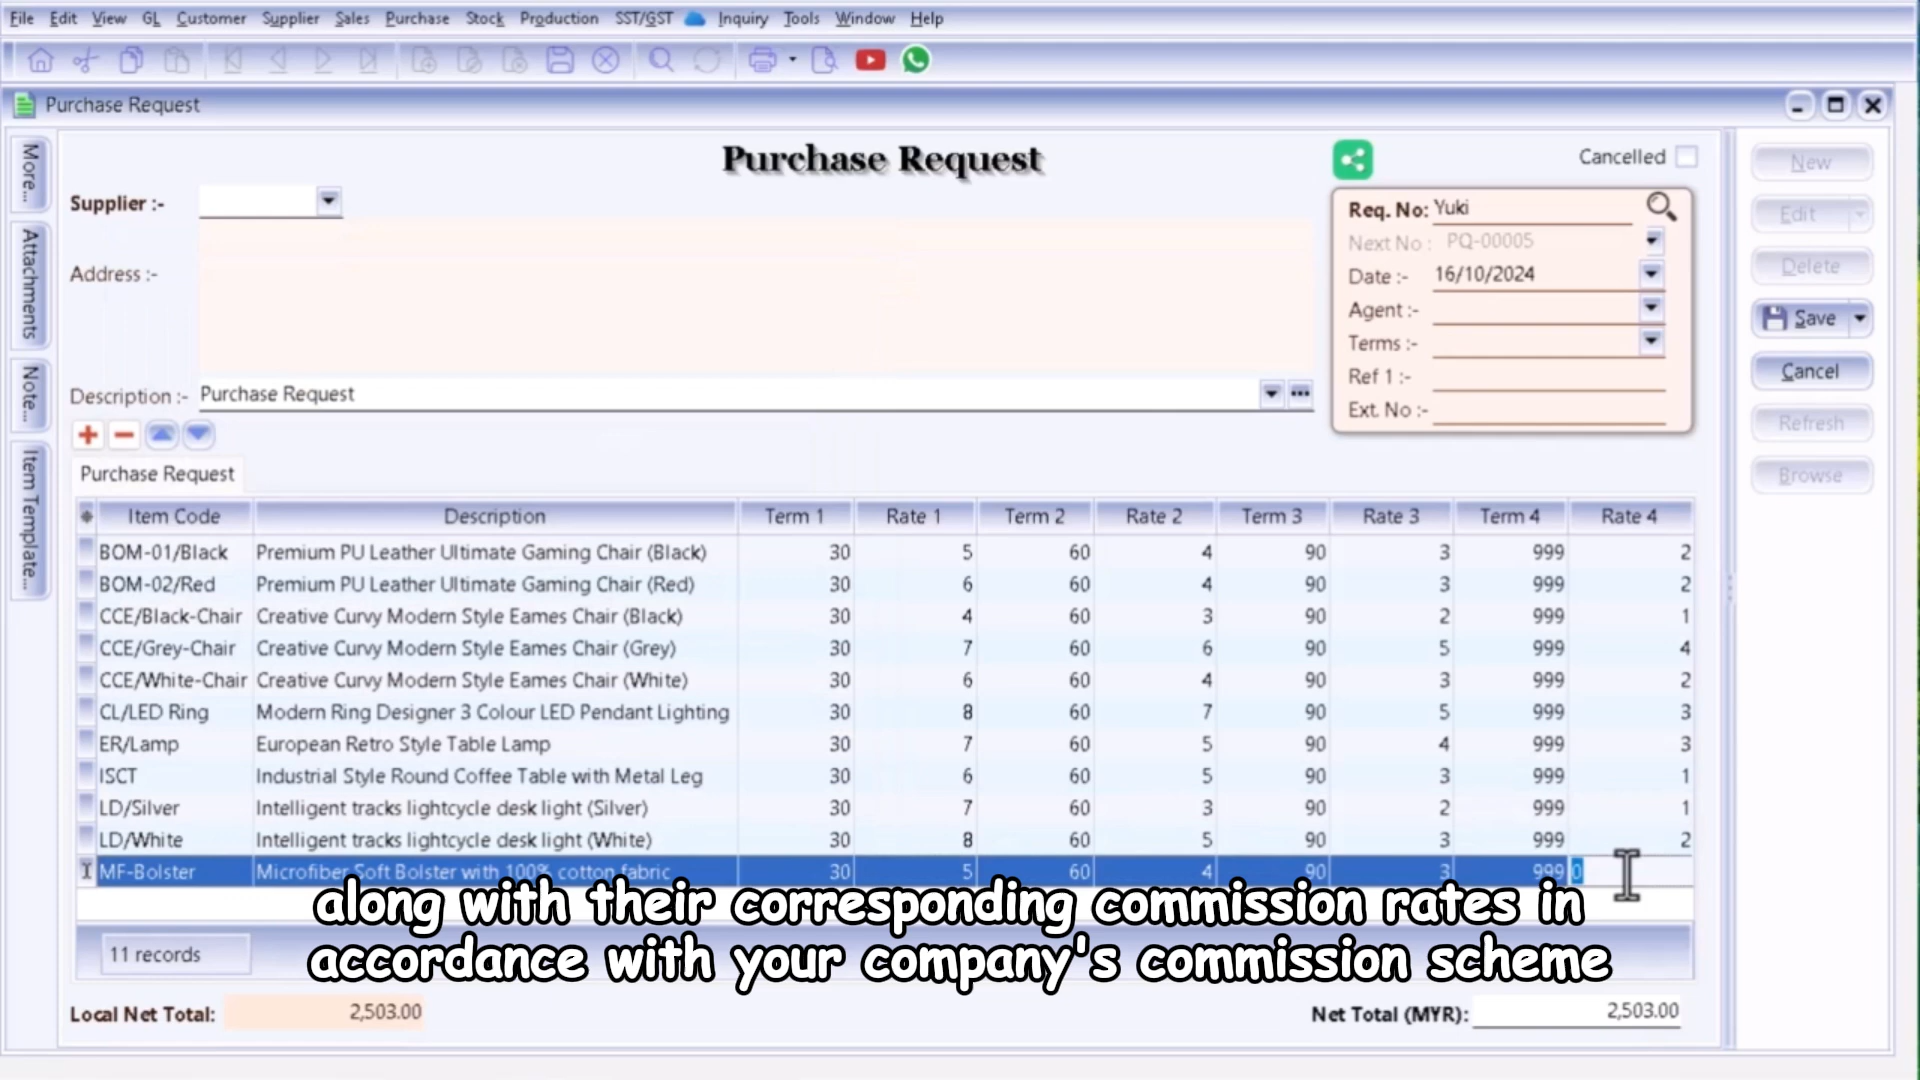 File Edit View GL Customer Supplier Sales Purchase Stock Production SST/GST Inquiry Tools Window Help
Purchase Request
More...
Attachments
Note...
Item Template...
Purchase Request
Cancelled
Supplier :-
Address :-
Description :- Purchase Request
Req. No: Yuki
Next No : PQ-00005
Date :- 16/10/2024
Agent :-
Terms :-
Ref 1 :-
Ext. No :-
New
Edit
Delete
Save
Cancel
Refresh
Browse
Purchase Request
Item Code Description Term 1 Rate 1 Term 2 Rate 2 Term 3 Rate 3 Term 4 Rate 4
BOM-01/Black Premium PU Leather Ultimate Gaming Chair (Black) 30 5 60 4 90 3 999 2
BOM-02/Red Premium PU Leather Ultimate Gaming Chair (Red) 30 6 60 4 90 3 999 2
CCE/Black-Chair Creative Curvy Modern Style Eames Chair (Black) 30 4 60 3 90 2 999 1
CCE/Grey-Chair Creative Curvy Modern Style Eames Chair (Grey) 30 7 60 6 90 5 999 4
CCE/White-Chair Creative Curvy Modern Style Eames Chair (White) 30 6 60 4 90 3 999 2
CL/LED Ring Modern Ring Designer 3 Colour LED Pendant Lighting 30 8 60 7 90 5 999 3
ER/Lamp European Retro Style Table Lamp 30 7 60 5 90 4 999 3
ISCT Industrial Style Round Coffee Table with Metal Leg 30 6 60 5 90 3 999 1
LD/Silver Intelligent tracks lightcycle desk light (Silver) 30 7 60 3 90 2 999 1
LD/White Intelligent tracks lightcycle desk light (White) 30 8 60 5 90 3 999 2
MF-Bolster Microfiber Soft Bolster with 100% cotton fabric 30 5 60 4 90 3 999 0
along with their corresponding commission rates in
accordance with your company's commission scheme
11 records
Local Net Total: 2,503.00
Net Total (MYR): 2,503.00